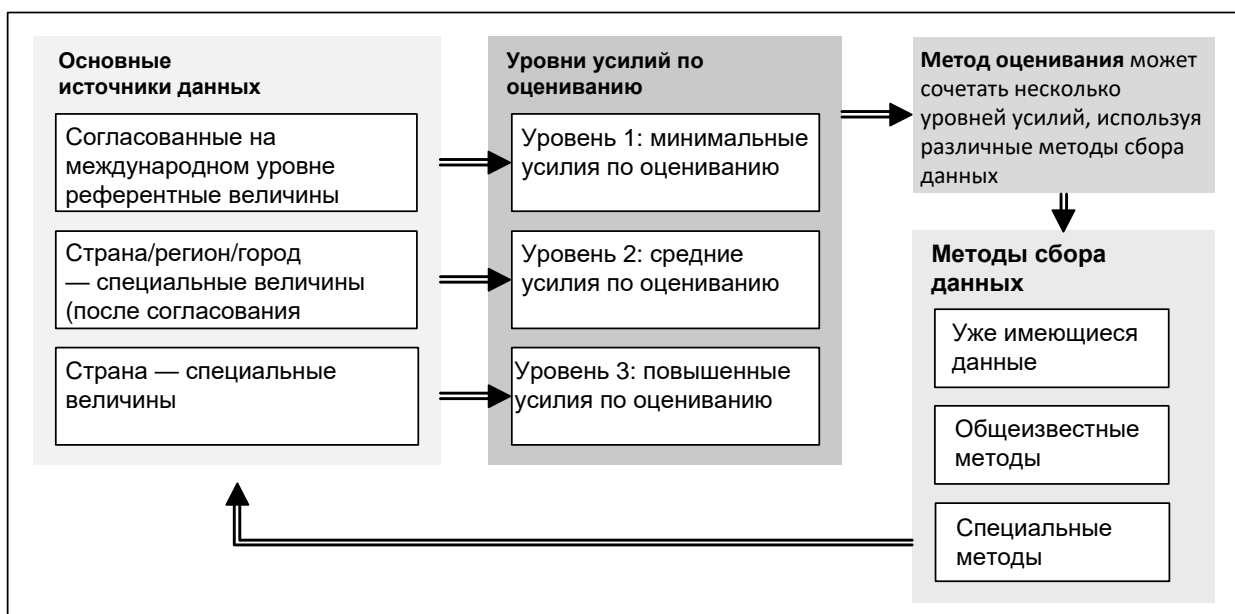 Основные
источники данных
Согласованные на
международном уровне
референтные величины
Страна/регион/город
— специальные величины
(после согласования
Страна — специальные
величины
Уровни усилий по
оцениванию
Уровень 1: минимальные
усилия по оцениванию
Уровень 2: средние
усилия по оцениванию
Уровень 3: повышенные
усилия по оцениванию
Метод оценивания может
сочетать несколько
уровней усилий, используя
различные методы сбора
данных
Методы сбора
данных
Уже имеющиеся
данные
Общеизвестные
методы
Специальные
методы